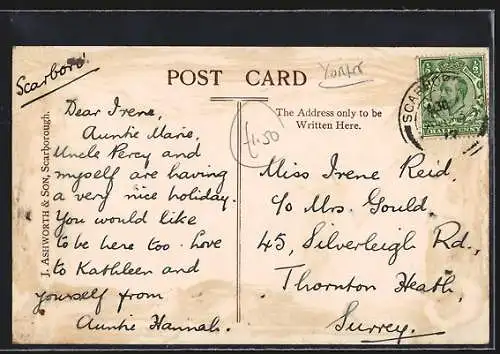 Scarboro'
POST CARD
Yorks
J. ASHWORTH & SON, Scarborough.
Dear Irene,
Auntie Marie,
Uncle Percy and
myself are having
a very nice holiday.
You would like
to be here too. Love
to Kathleen and
yourself from
Auntie Hannah.
1.50
The Address only to be
Written Here.
SCARBORO
HALFPENNY
Miss Irene Reid,
c/o Mrs. Gould,
45, Silverleigh Rd.,
Thornton Heath,
Surrey.